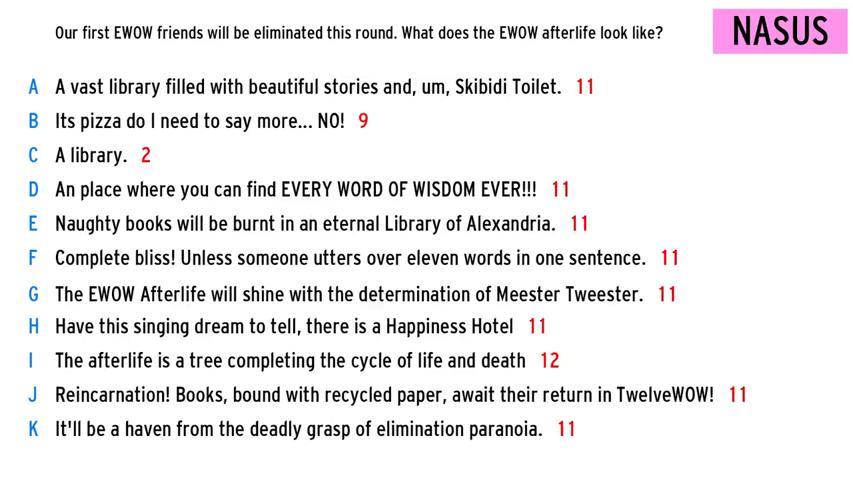 Our first EWOW friends will be eliminated this round. What does the EWOW afterlife look like?
NASUS
A A vast library filled with beautiful stories and, um, Skibidi Toilet. 11
B Its pizza do I need to say more... NO! 9
C A library. 2
D An place where you can find EVERY WORD OF WISDOM EVER!!! 11
E Naughty books will be burnt in an eternal Library of Alexandria. 11
F Complete bliss! Unless someone utters over eleven words in one sentence. 11
G The EWOW Afterlife will shine with the determination of Meester Tweester. 11
H Have this singing dream to tell, there is a Happiness Hotel 11
I The afterlife is a tree completing the cycle of life and death 12
J Reincarnation! Books, bound with recycled paper, await their return in TwelveWOW! 11
K It'll be a haven from the deadly grasp of elimination paranoia. 11